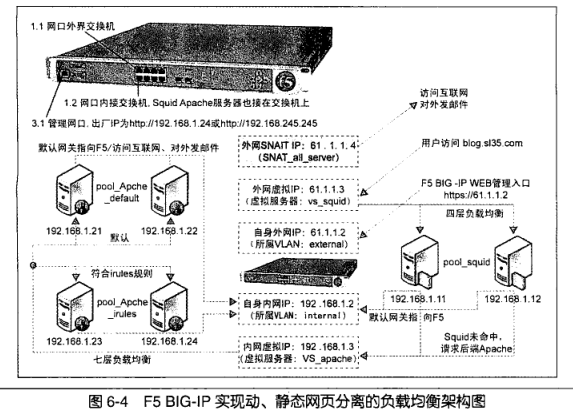 1.1 网口外界交换机
1.2 网口内接交换机, Squid Apache服务器也接在交换机上
3.1 管理网口, 出厂IP为http://192.168.1.24或http://192.168.245.245
访问互联网
对外发邮件
默认网关指向F5/访问互联网、对外发邮件
外网SNAIT IP: 61.1.1.4
(SNAT_all_server)
用户访问 blog.sl35.com
pool_Apche
_default
外网虚拟IP: 61.1.1.3
(虚拟服务器: vs_squid)
F5 BIG -IP WEB管理入口
https://61.1.1.2
四层负载均衡
192.168.1.21
192.168.1.22
默认
自身外网IP: 61.1.1.2
(所属VLAN: external)
pool_squid
符合irules规则
pool_Apche
_irules
192.168.1.11
192.168.1.12
自身内网IP: 192.168.1.2
(所属VLAN: internal)
默认网关指 向F5
192.168.1.23
192.168.1.24
七层负载均衡
内网虚拟IP: 192.168.1.3
(虚拟服务器: VS_apache)
Squid未命中,
请求后端Apache
图 6-4 F5 BIG-IP 实现动、静态网页分离的负载均衡架构图